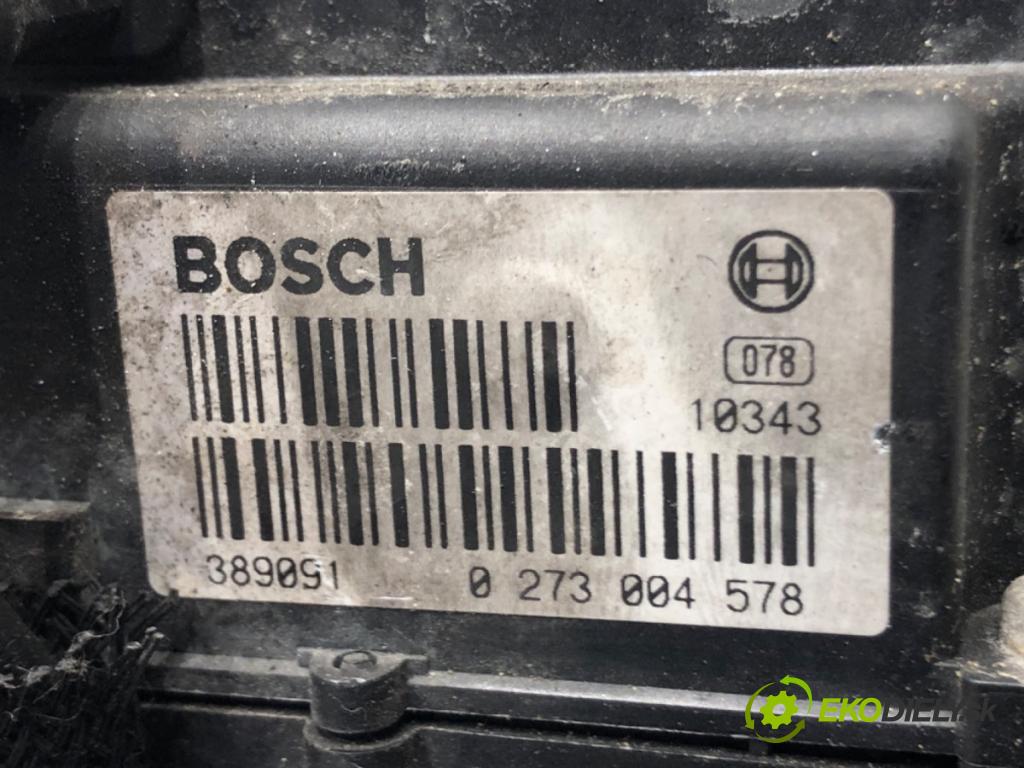 BOSCH
078
10343
389091 0 273 004 578
EKODIELY.sk